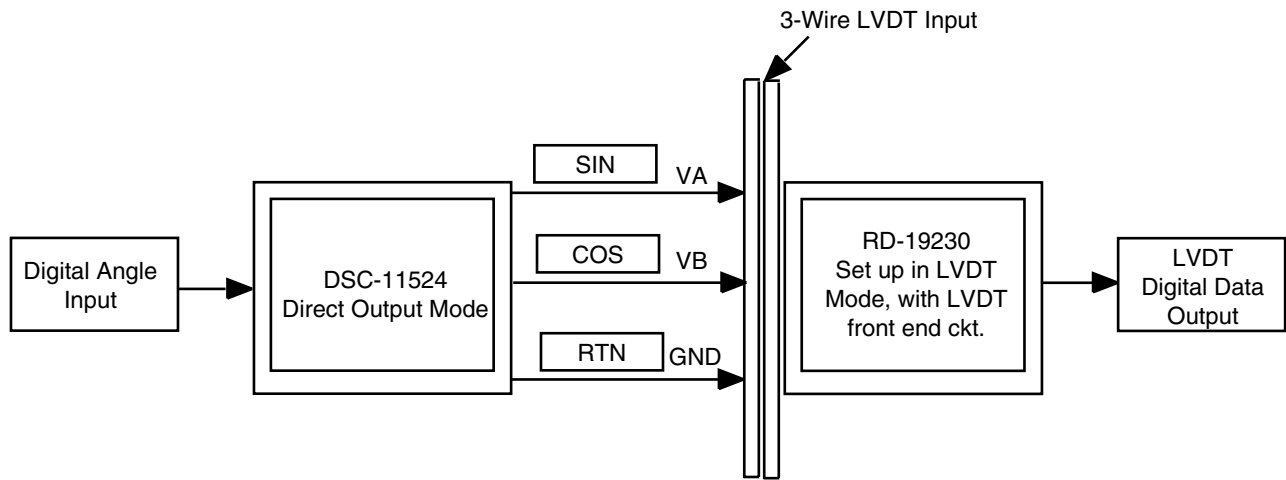 3-Wire LVDT Input
SIN
VA
Digital Angle
Input
DSC-11524
Direct Output Mode
COS
VB
RTN
GND
RD-19230
Set up in LVDT
Mode, with LVDT
front end ckt.
LVDT
Digital Data
Output